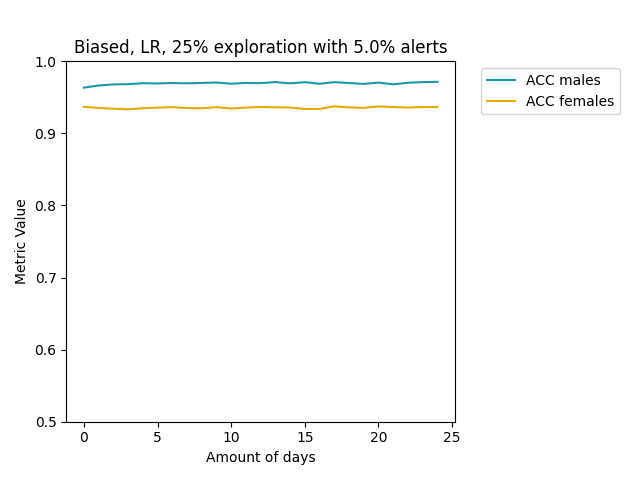 Biased, LR, 25% exploration with 5.0% alerts
1.0
0.9
0.8
0.7
0.6
0.5
Metric Value
0 5 10 15 20 25
Amount of days
ACC males
ACC females